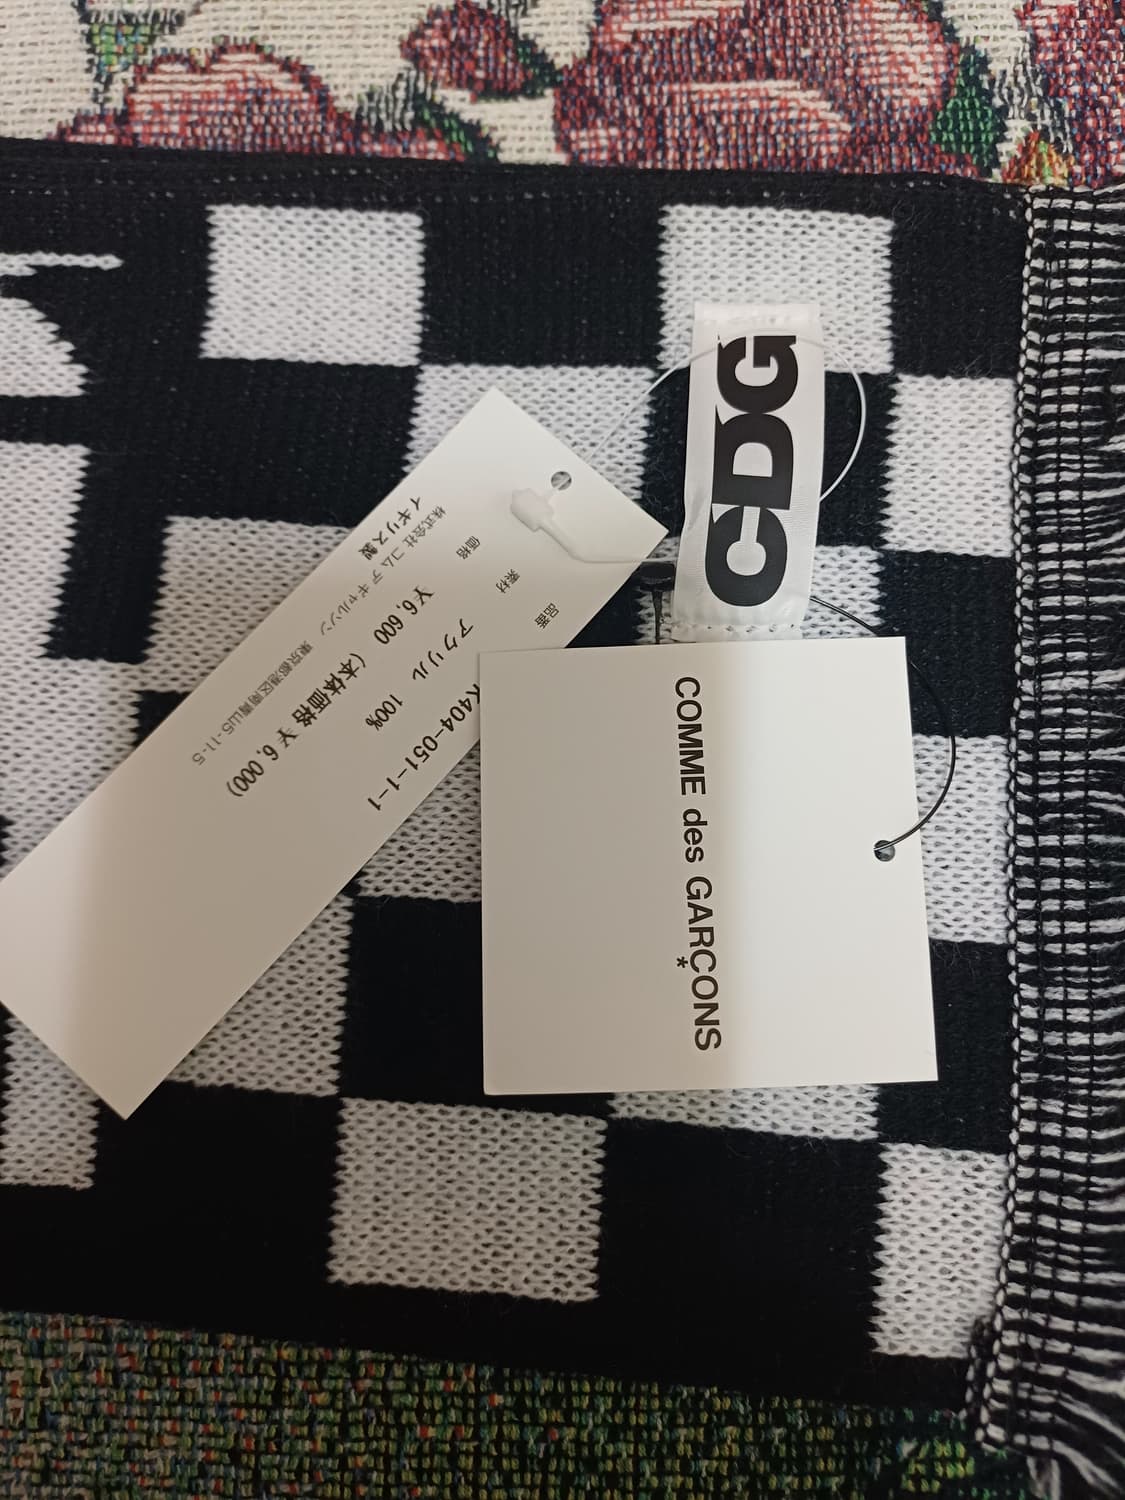 CDG
COMME des GARÇONS
品番 K404-051-1-1
素材 アクリル 100%
価格 ¥6,600 (本体価格 ¥6,000)
株式会社 コム デ ギャルソン 東京都港区南青山5-11-5
イギリス製